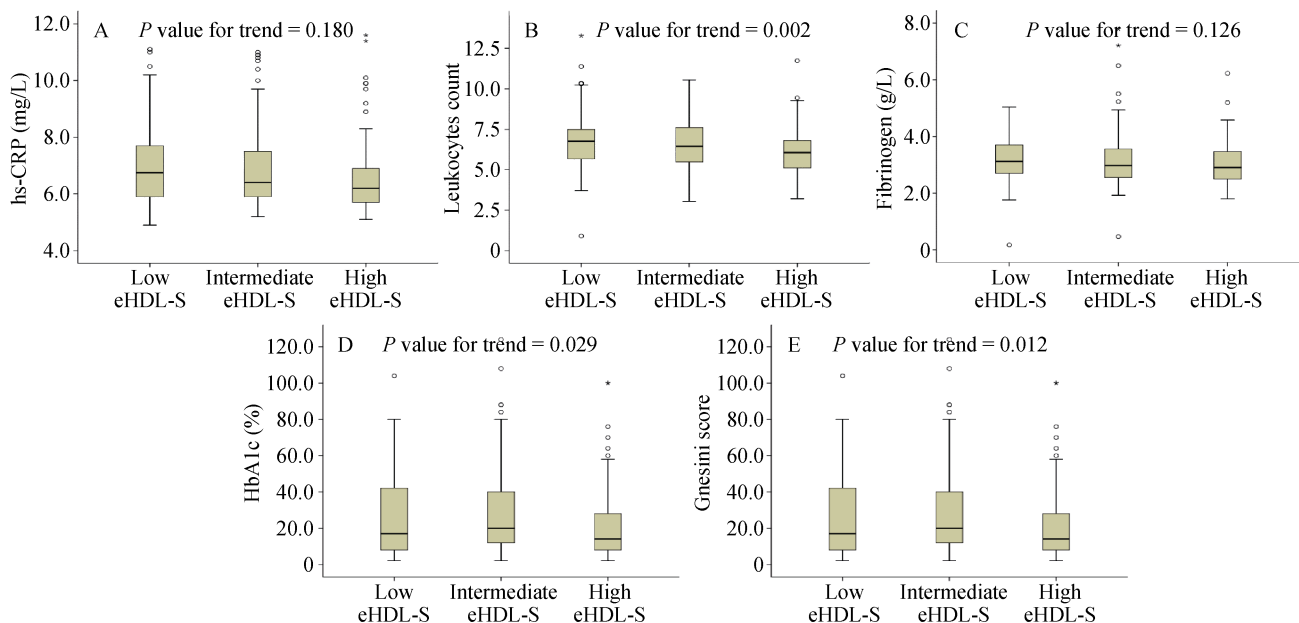 A P value for trend = 0.180
12.0
10.0
8.0
6.0
4.0
hs-CRP (mg/L)
Low
eHDL-S
Intermediate
eHDL-S
High
eHDL-S
B P value for trend = 0.002
12.5
10.0
7.5
5.0
2.5
0
Leukocytes count
Low
eHDL-S
Intermediate
eHDL-S
High
eHDL-S
C P value for trend = 0.126
8.0
6.0
4.0
2.0
0
Fibrinogen (g/L)
Low
eHDL-S
Intermediate
eHDL-S
High
eHDL-S
D P value for trend = 0.029
120.0
100.0
80.0
60.0
40.0
20.0
0
HbA1c (%)
Low
eHDL-S
Intermediate
eHDL-S
High
eHDL-S
E P value for trend = 0.012
120.0
100.0
80.0
60.0
40.0
20.0
0
Gnesini score
Low
eHDL-S
Intermediate
eHDL-S
High
eHDL-S